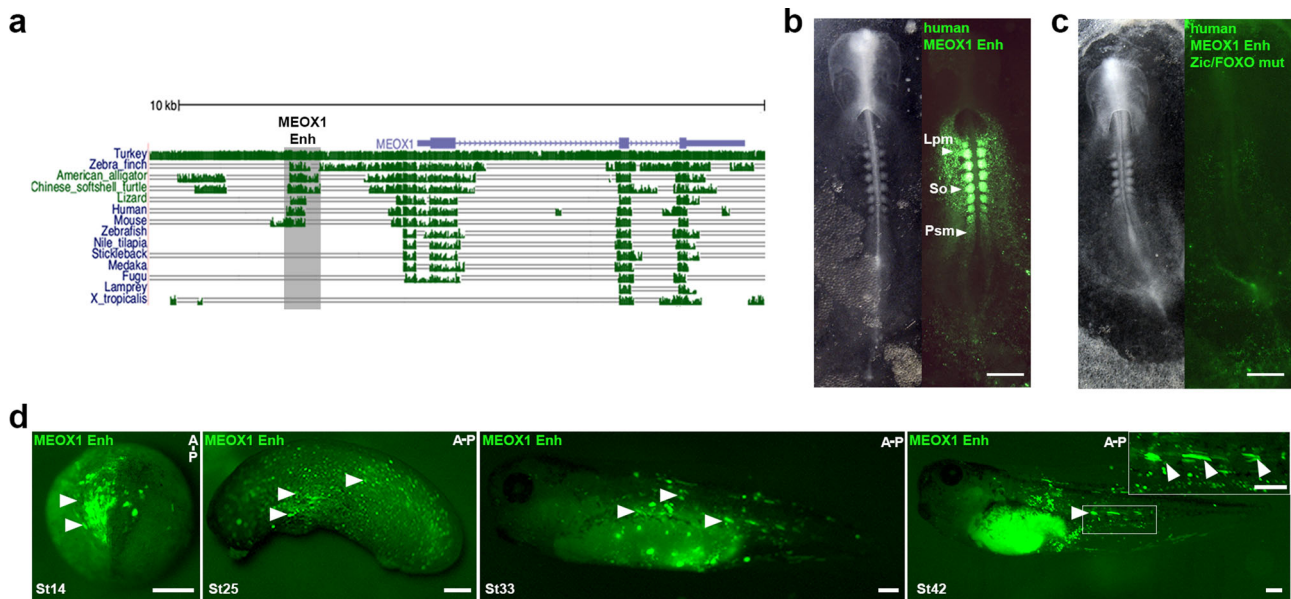 a
10 kb
MEOX1
Enh
MEOX1
Turkey
Zebra_finch
American_alligator
Chinese_softshell_turtle
Lizard
Human
Mouse
Zebrafish
Nile_tilapia
Stickleback
Medaka
Fugu
Lamprey
X_tropicalis
b
human
MEOX1 Enh
Lpm
So
Psm
c
human
MEOX1 Enh
Zic/FOXO mut
d
MEOX1 Enh
A-P
St14
MEOX1 Enh
A-P
St25
MEOX1 Enh
A-P
St33
MEOX1 Enh
A-P
St42